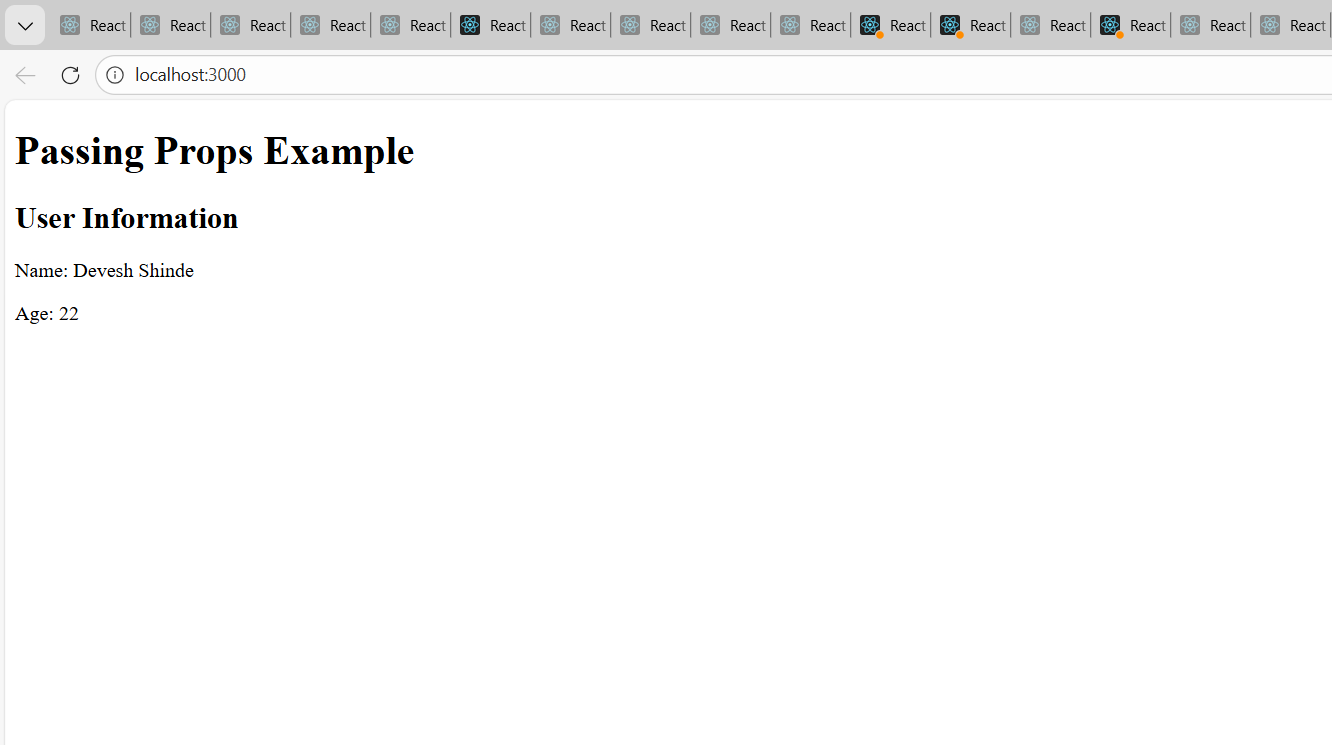 React React React React React React React React React React React React React React React React
localhost:3000
Passing Props Example
User Information
Name: Devesh Shinde
Age: 22